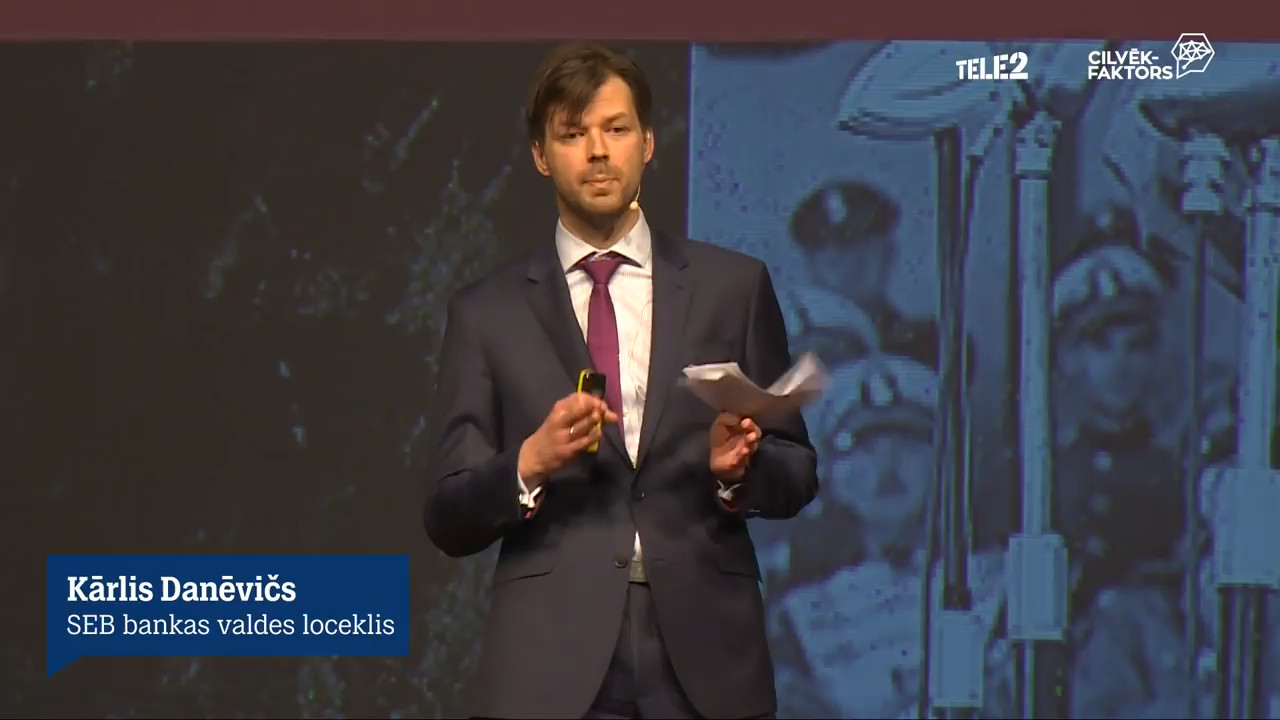 TELE2
CILVĒK-
FAKTORS
Kārlis Danēvičs
SEB bankas valdes loceklis